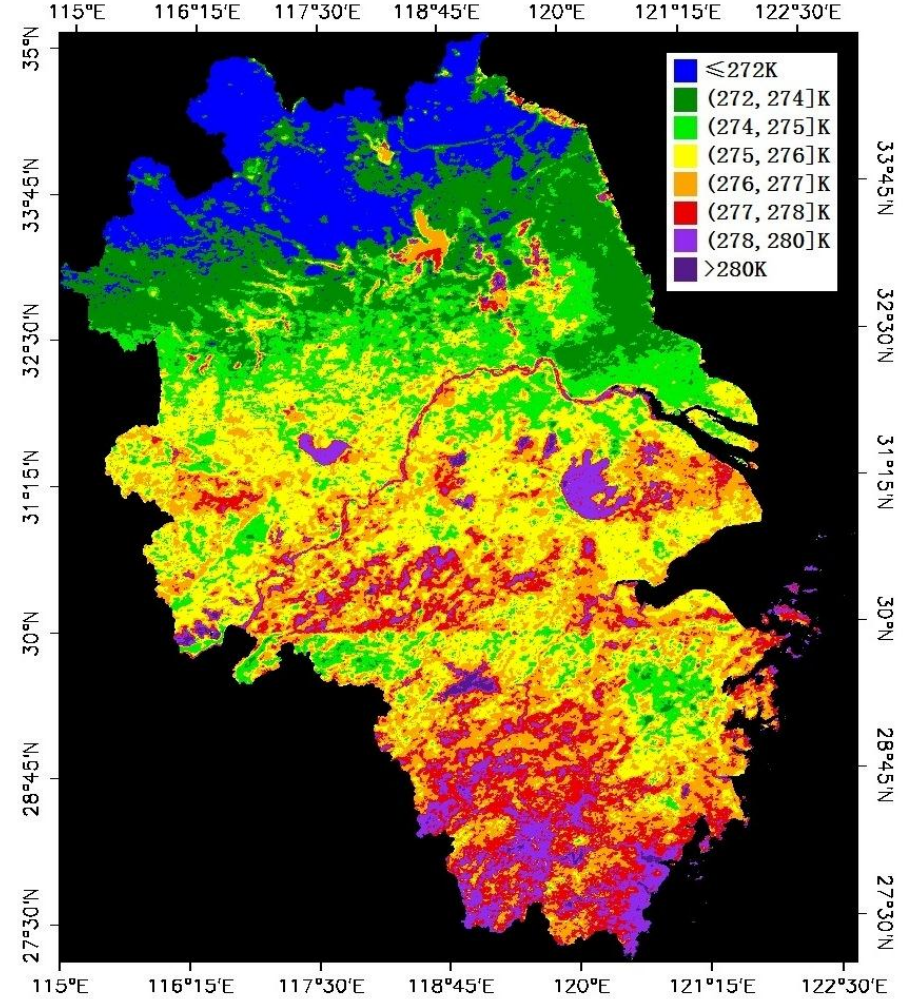 115°E 116°15'E 117°30'E 118°45'E 120°E 121°15'E 122°30'E
35°N
33°45'N
32°30'N
31°15'N
30°N
28°45'N
27°30'N
≤272K
(272, 274]K
(274, 275]K
(275, 276]K
(276, 277]K
(277, 278]K
(278, 280]K
>280K
33°45'N
32°30'N
31°15'N
30°N
28°45'N
27°30'N
115°E 116°15'E 117°30'E 118°45'E 120°E 121°15'E 122°30'E